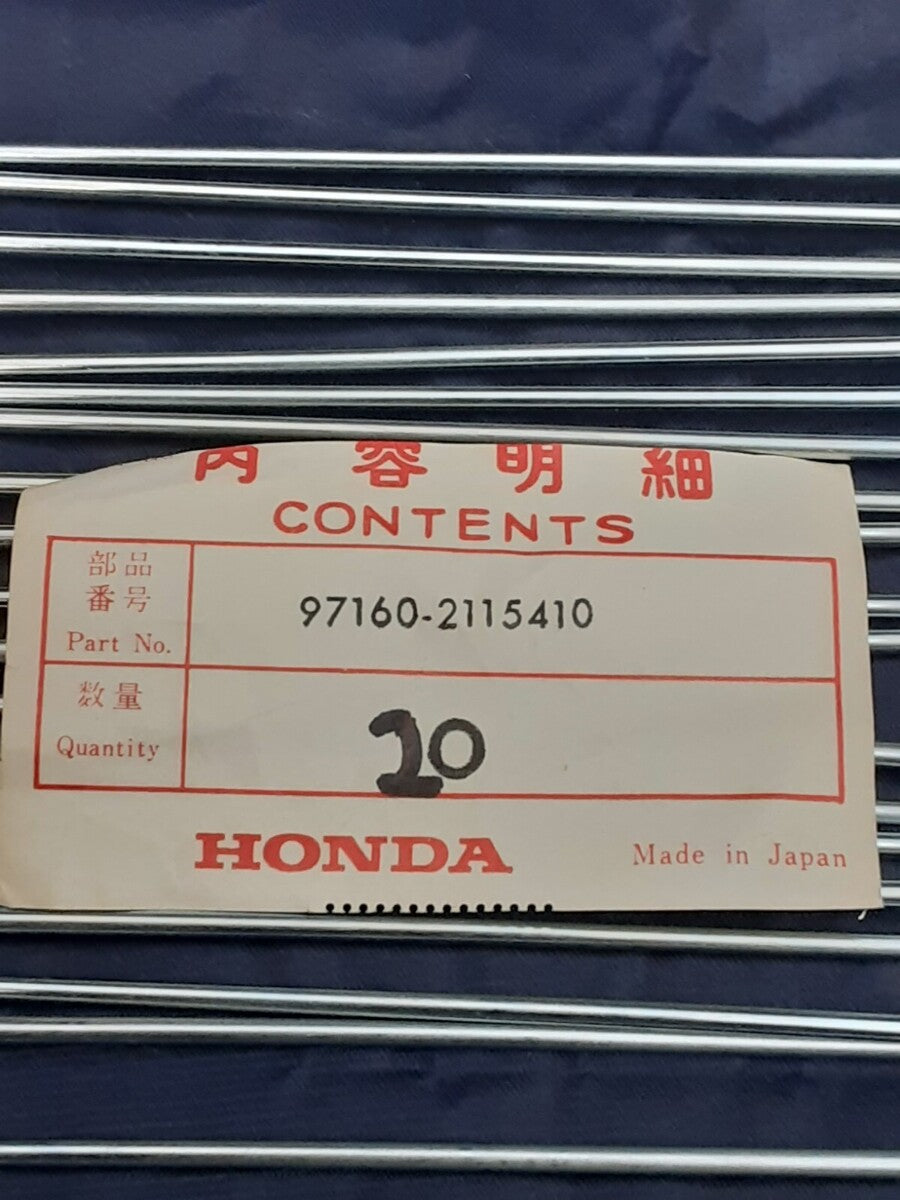 内容明細
CONTENTS
部品
番号
Part No.
97160-2115410
数量
Quantity
20
HONDA
Made in Japan